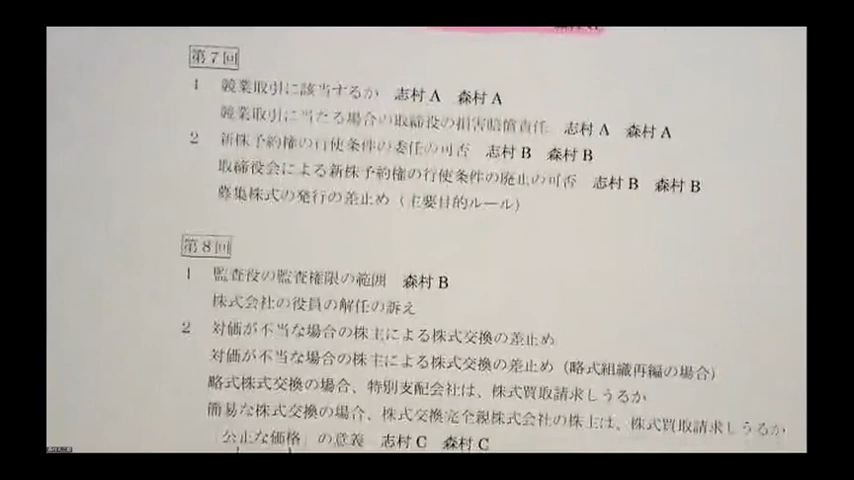 第7回
1 競業取引に該当するか 志村A 森村A
競業取引に当たる場合の取締役の損害賠償責任 志村A 森村A
2 新株予約権の行使条件の委任の可否 志村B 森村B
取締役会による新株予約権の行使条件の廃止の可否 志村B 森村B
募集株式の発行の差止め（主要目的ルール）
第8回
1 監査役の監査権限の範囲 森村B
株式会社の役員の解任の訴え
2 対価が不当な場合の株主による株式交換の差止め
対価が不当な場合の株主による株式交換の差止め（略式組織再編の場合）
略式株式交換の場合、特別支配会社は、株式買取請求しうるか
簡易な株式交換の場合、株式交換完全親株式会社の株主は、株式買取請求しうるか
「公正な価格」の意義 志村C 森村C